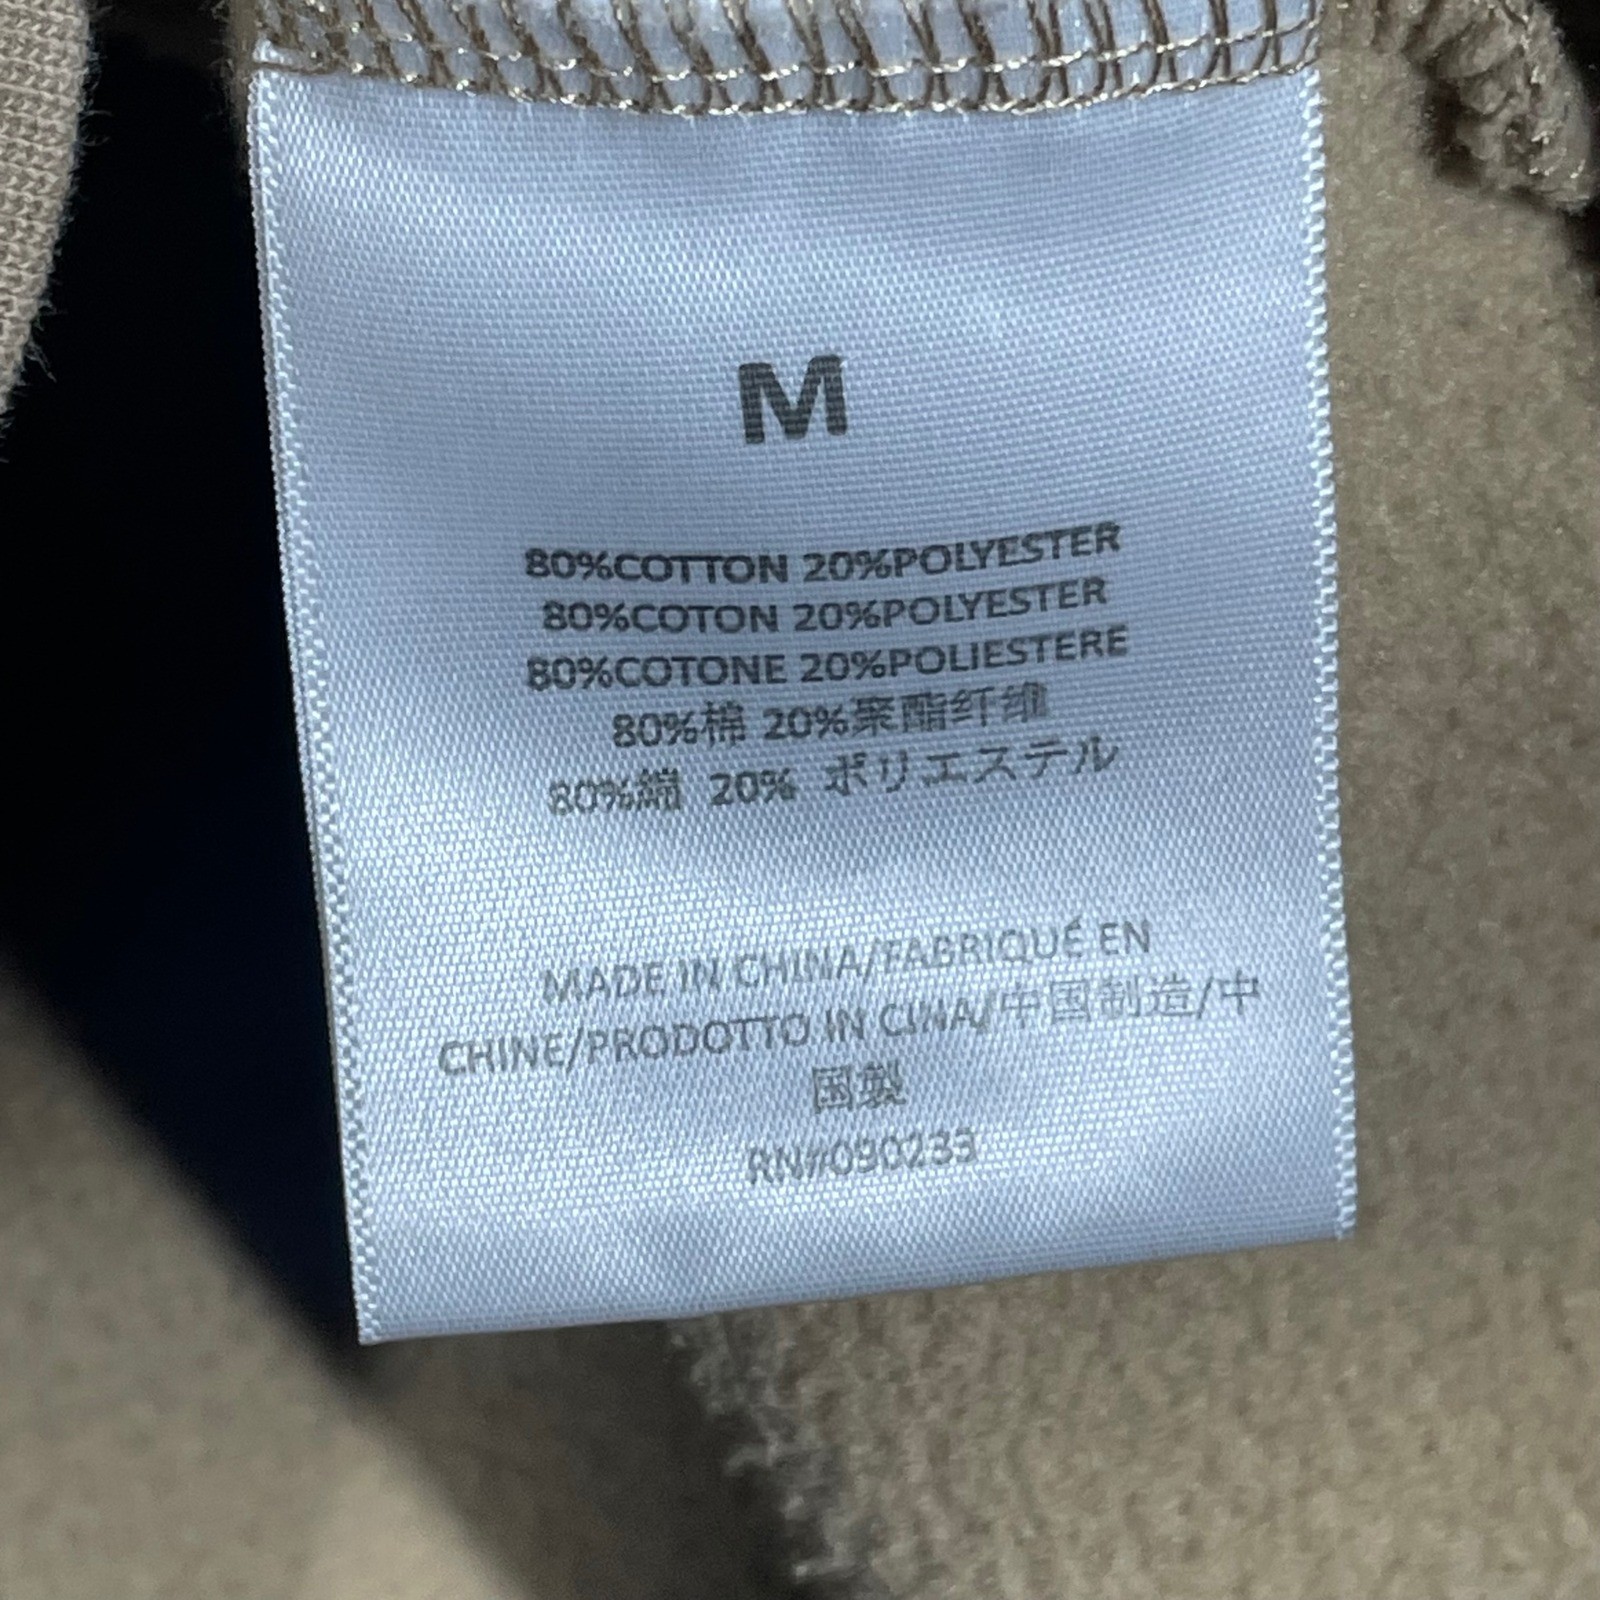 M
80%COTTON 20%POLYESTER
80%COTON 20%POLYESTER
80%COTONE 20%POLIESTERE
80%棉 20%聚酯纤维
80%綿 20% ポリエステル
MADE IN CHINA/FABRIQUÉ EN
CHINE/PRODOTTO IN CINA/中国制造/中
国製
RN#090233